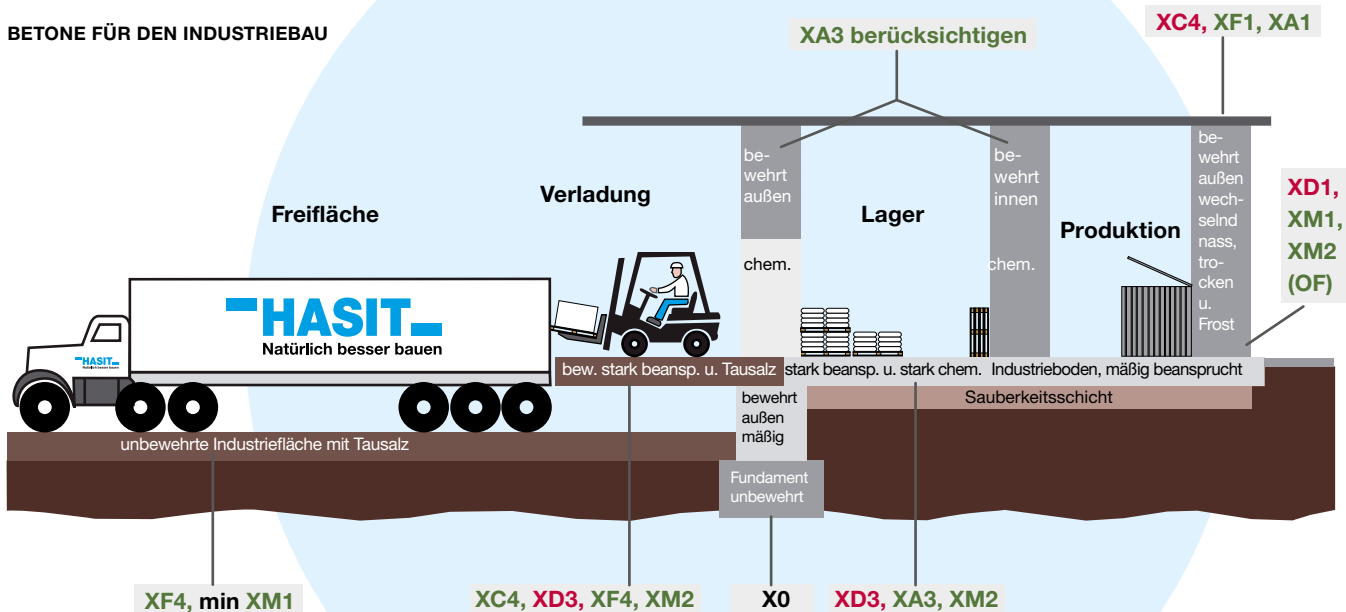 BETONE FÜR DEN INDUSTRIEBAU
XA3 berücksichtigen
XC4, XF1, XA1
Freifläche
Verladung
be-
wehrt
außen
chem.
Lager
be-
wehrt
innen
chem.
Produktion
be-
wehrt
außen
wech-
selnd
nass,
tro-
cken
u.
Frost
XD1,
XM1,
XM2
(OF)
HASIT
Natürlich besser bauen
HASIT
Natürlich besser bauen
bew. stark beansp. u. Tausalz
stark beansp. u. stark chem.
Industrieboden, mäßig beansprucht
Sauberkeitsschicht
bewehrt
außen
mäßig
unbewehrte Industriefläche mit Tausalz
Fundament
unbewehrt
XF4, min XM1
XC4, XD3, XF4, XM2
X0
XD3, XA3, XM2